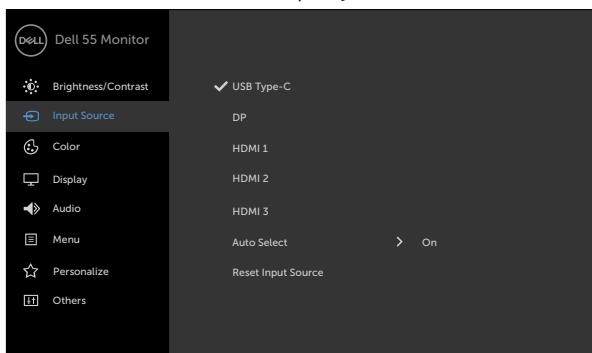 DELL Dell 55 Monitor
Brightness/Contrast
USB Type-C
Input Source
DP
Color
HDMI 1
Display
HDMI 2
Audio
HDMI 3
Menu
Auto Select
On
Personalize
Reset Input Source
Others